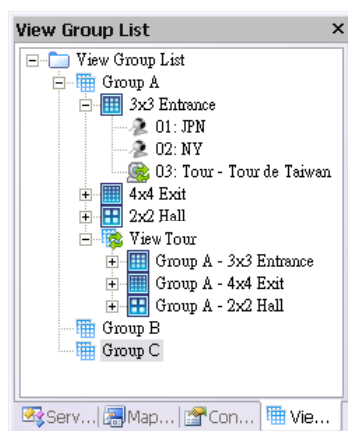 View Group List
View Group List
Group A
3x3 Entrance
01: JPN
02: NY
03: Tour - Tour de Taiwan
4x4 Exit
2x2 Hall
View Tour
Group A - 3x3 Entrance
Group A - 4x4 Exit
Group A - 2x2 Hall
Group B
Group C
Serv... Map... Con... Vie...